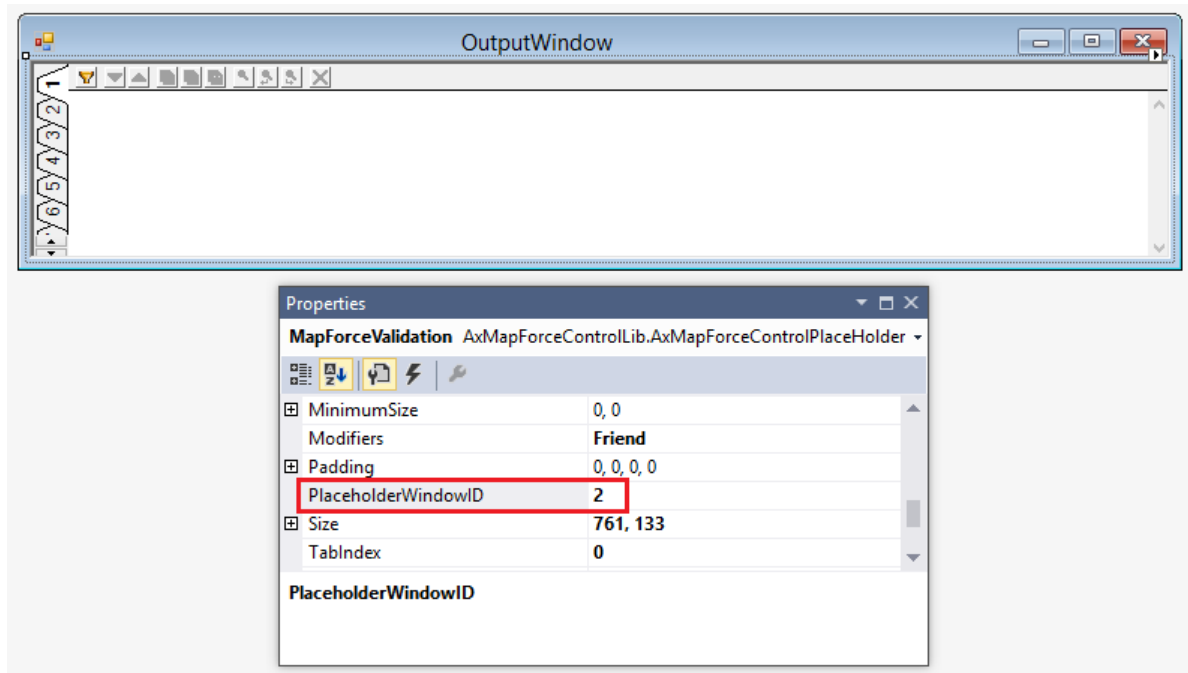 OutputWindow
1
2
3
4
5
6
Properties
MapForceValidation AxMapForceControlLib.AxMapForceControlPlaceHolder
MinimumSize 0, 0
Modifiers Friend
Padding 0, 0, 0, 0
PlaceholderWindowID 2
Size 761, 133
TabIndex 0
PlaceholderWindowID